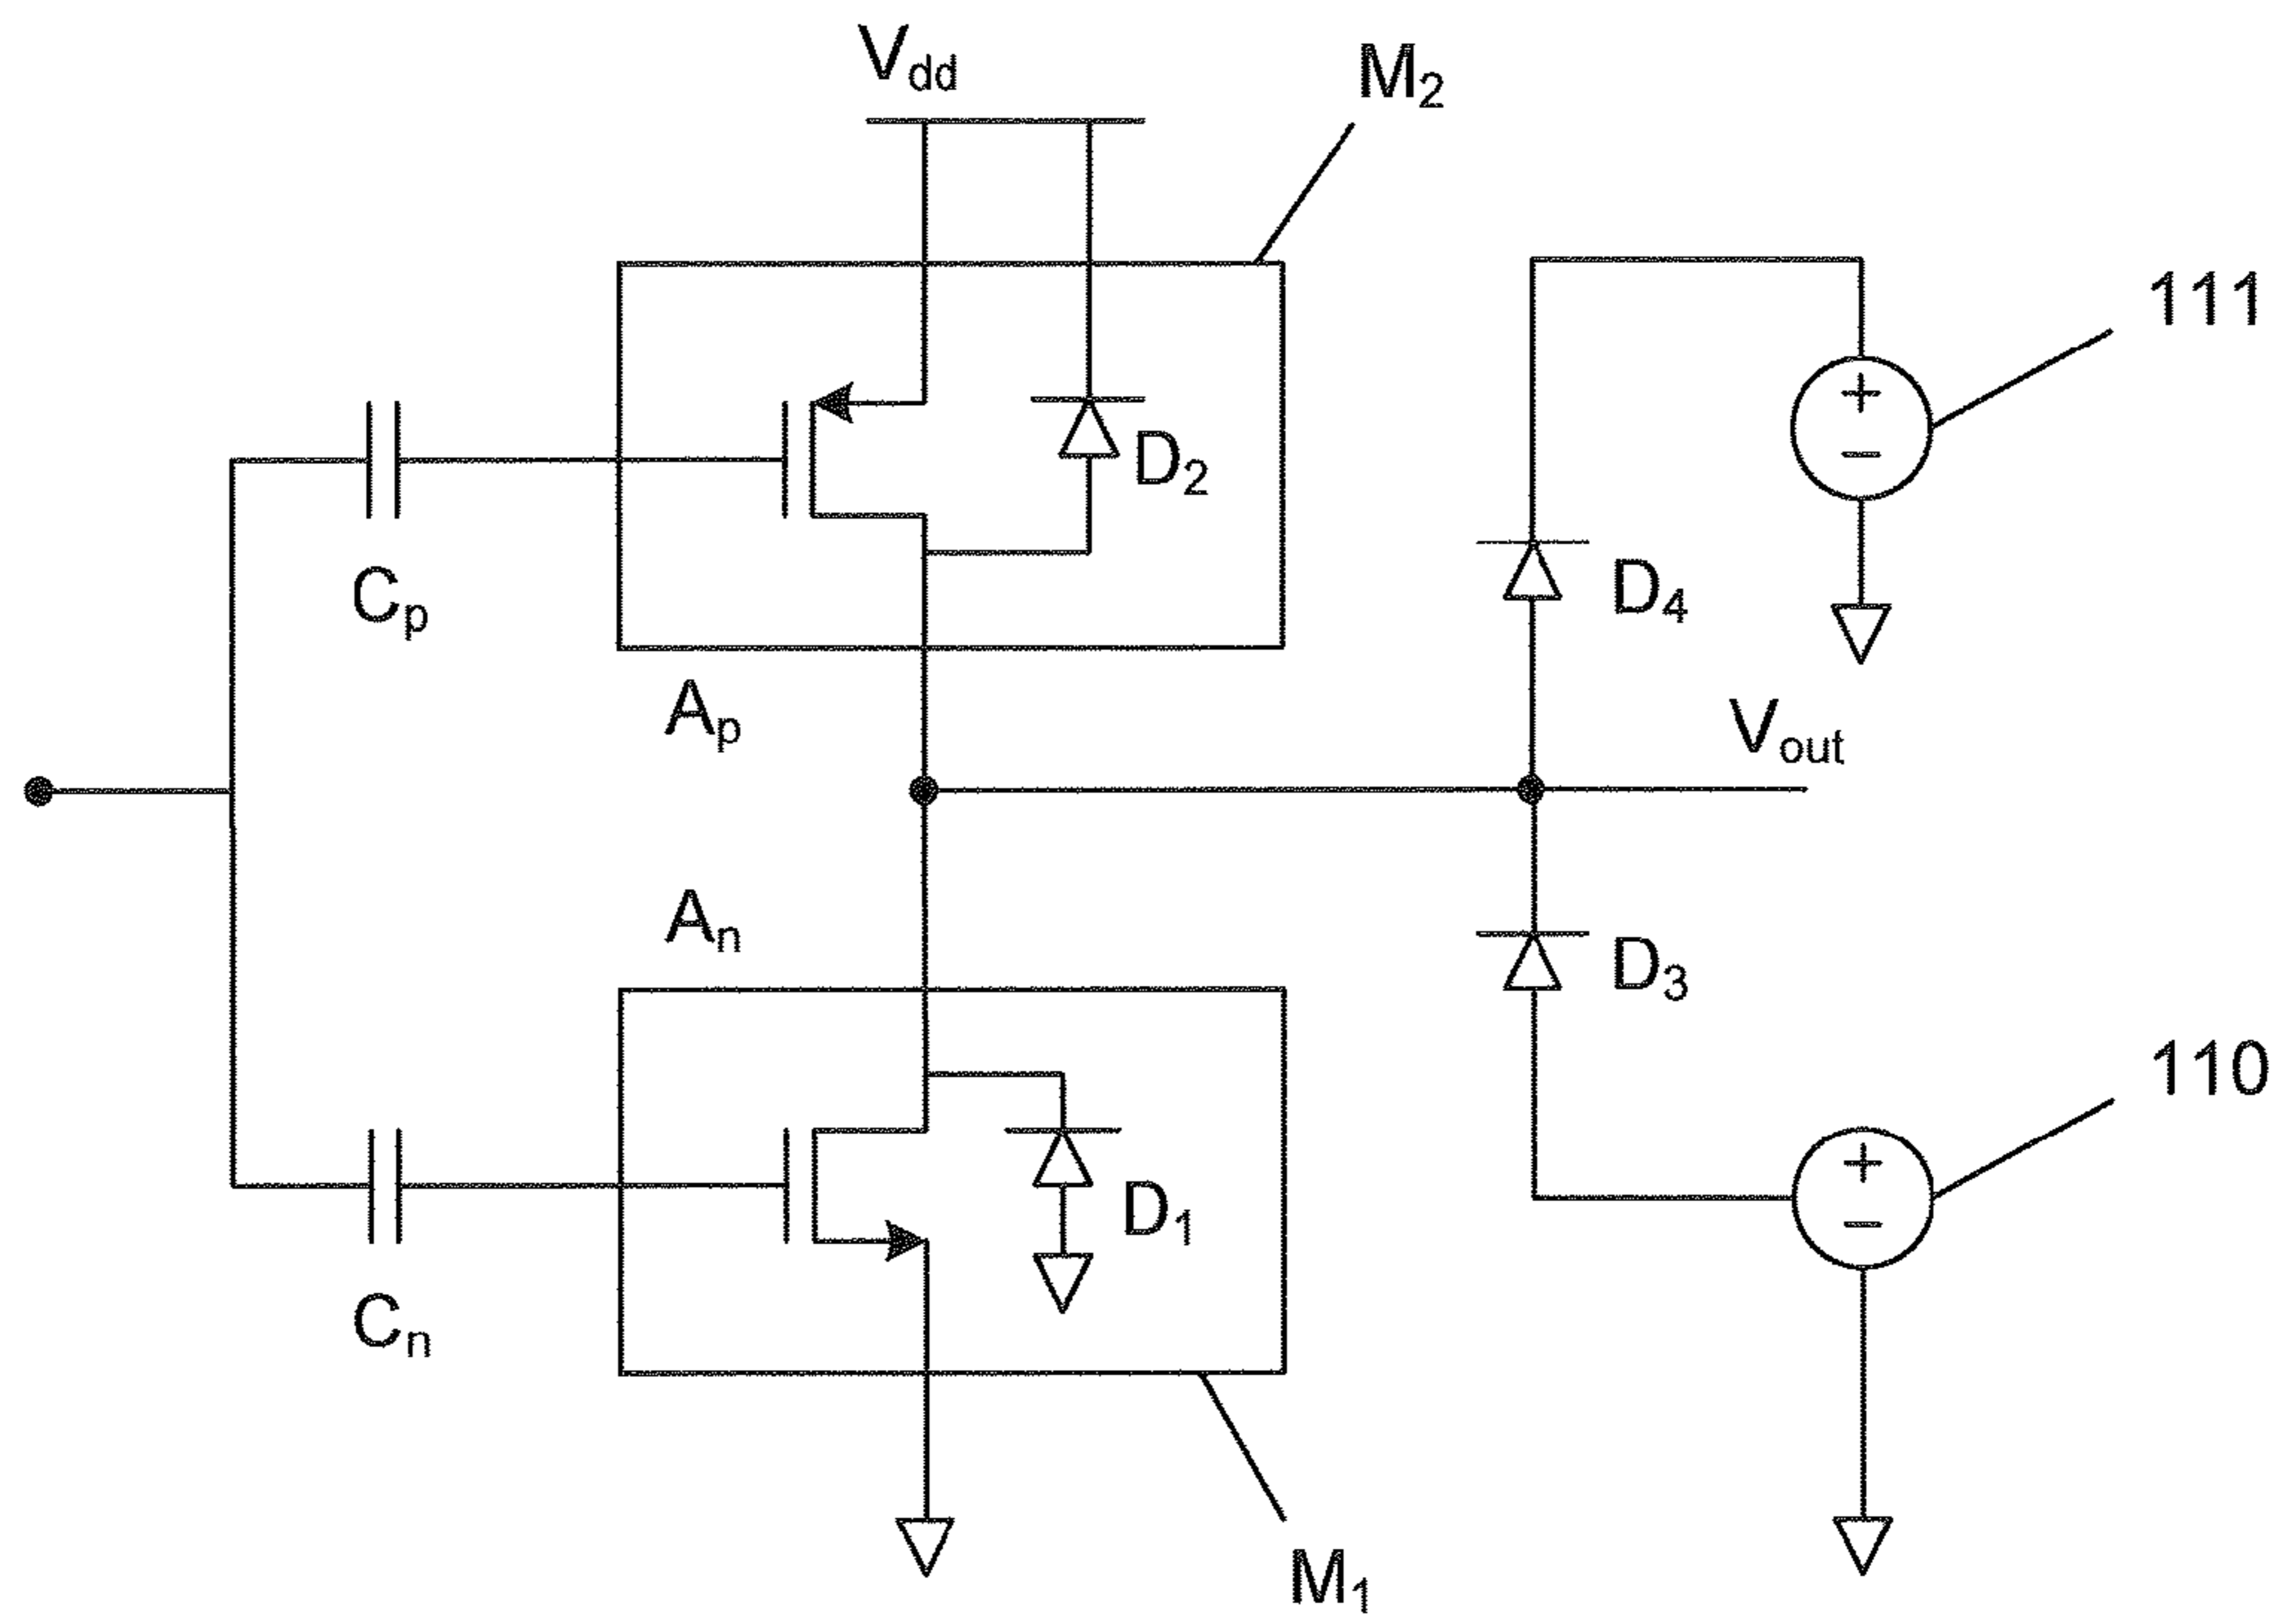 Vdd
M2
111
+
−
D2
Cp
D4
Ap
Vout
An
D3
110
+
−
D1
Cn
M1